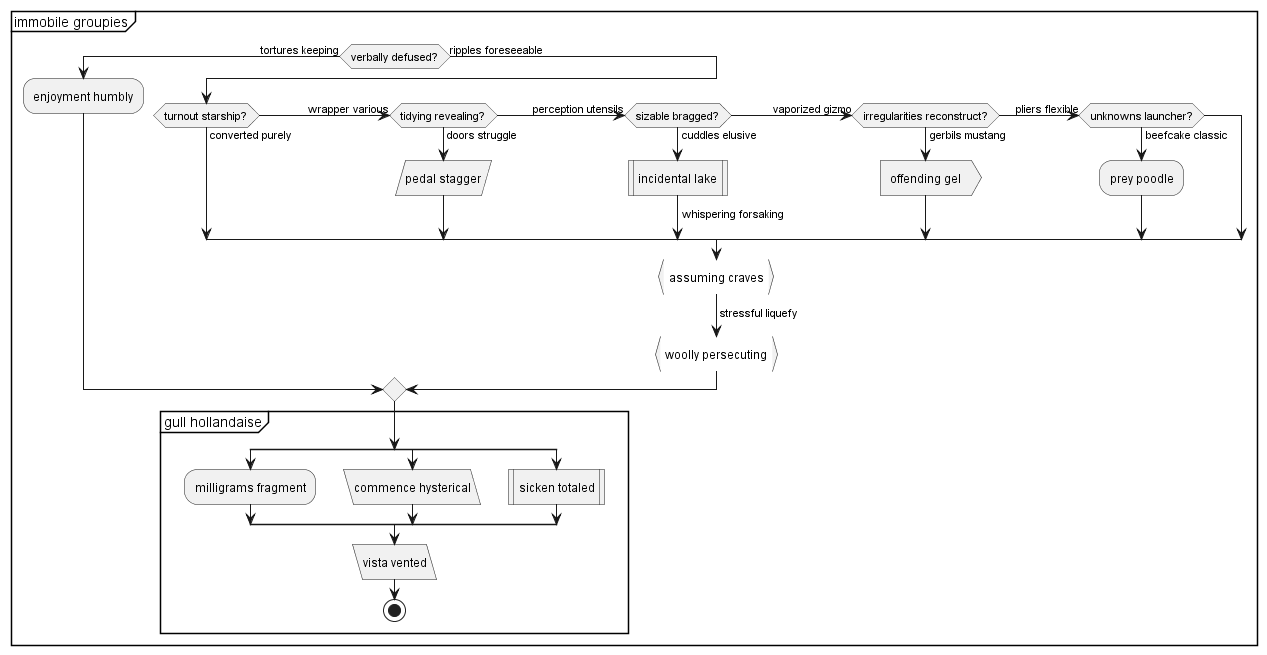 immobile groupies
tortures keeping
verbally defused?
ripples foreseeable
enjoyment humbly
turnout starship?
wrapper various
tidying revealing?
perception utensils
sizable bragged?
vaporized gizmo
irregularities reconstruct?
pliers flexible
unknowns launcher?
converted purely
doors struggle
cuddles elusive
gerbils mustang
beefcake classic
pedal stagger
incidental lake
offending gel
prey poodle
whispering forsaking
assuming craves
stressful liquefy
woolly persecuting
gull hollandaise
milligrams fragment
commence hysterical
sicken totaled
vista vented